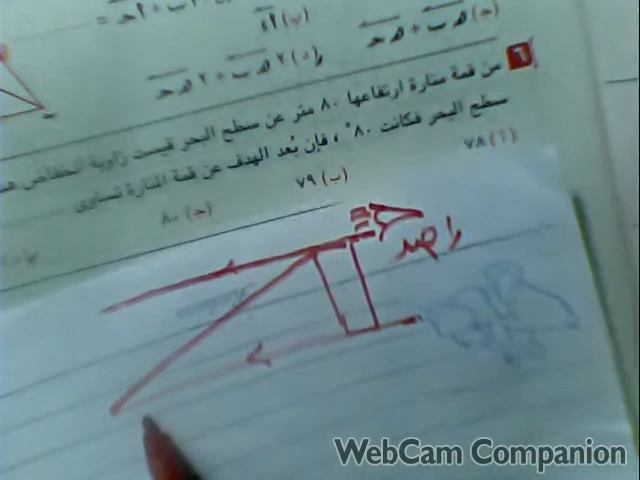 (ب) أ
(ج) هـ ب + هـ جـ
(د) ٢ هـ ب + ٢ هـ جـ
٦ من قمة منارة ارتفاعها ٨٠ متر عن سطح البحر قيست زاوية انخفاض
سطح البحر فكانت ٨٠° ، فإن بُعد الهدف عن قمة المنارة تساوى
(أ) ٧٨
(ب) ٧٩
(جـ) ٨٠
راصد
WebCam Companion